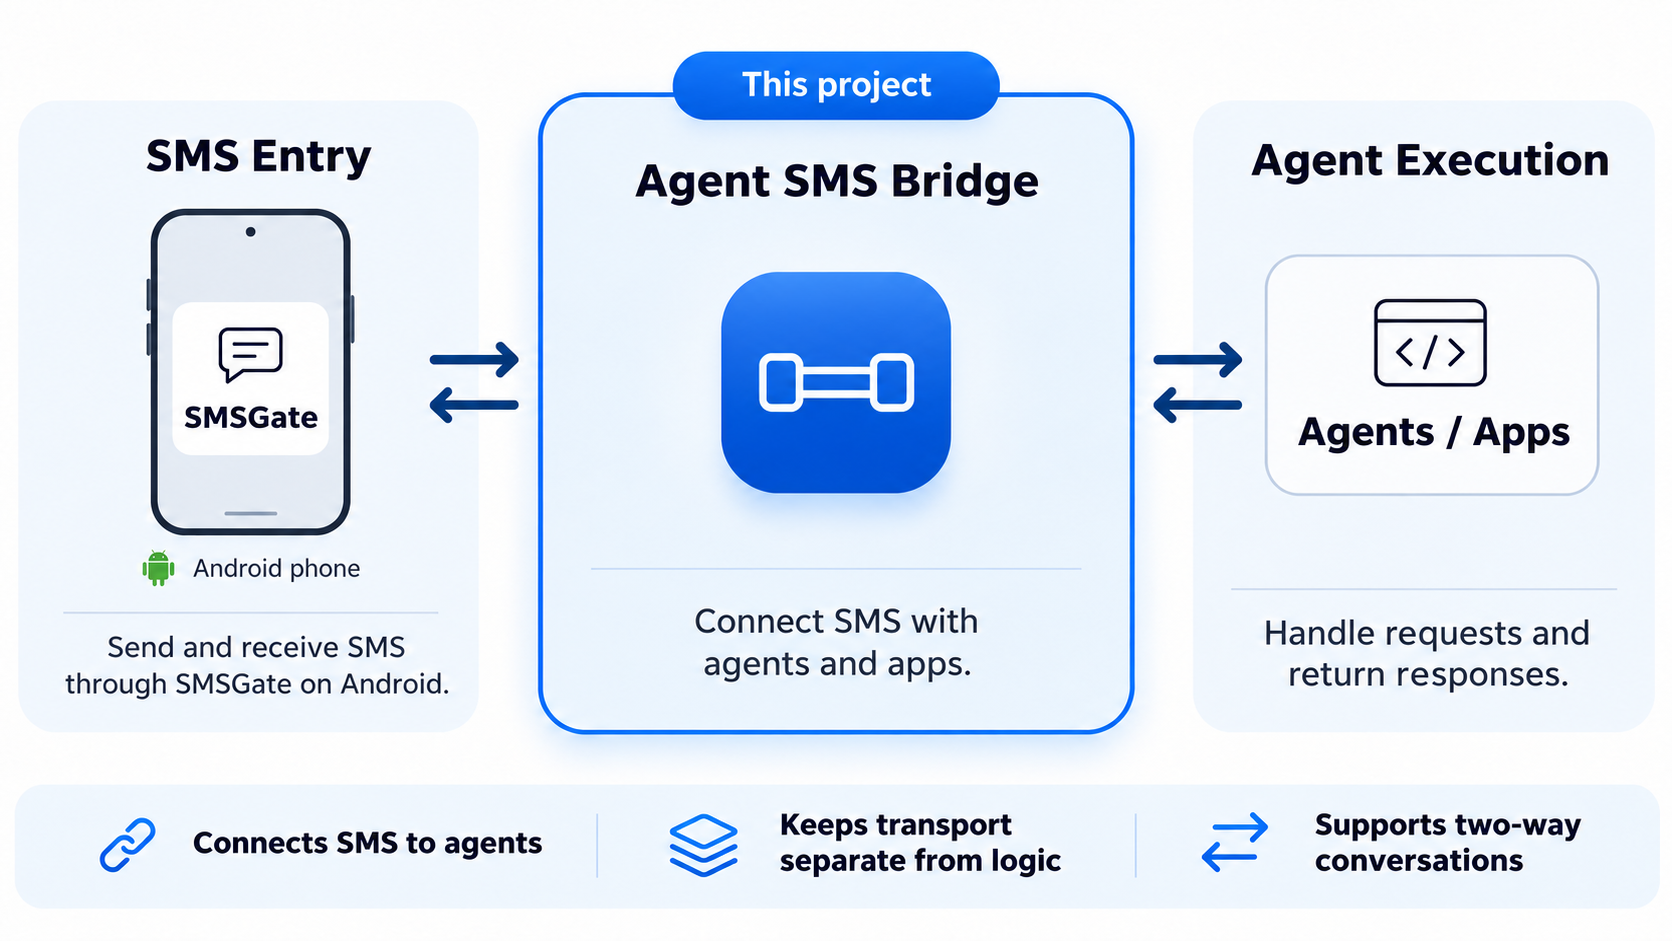 This project
SMS Entry
SMSGate
Android phone
Send and receive SMS
through SMSGate on Android.
Agent SMS Bridge
Connect SMS with
agents and apps.
Agent Execution
</>
Agents / Apps
Handle requests and
return responses.
Connects SMS to agents
Keeps transport
separate from logic
Supports two-way
conversations